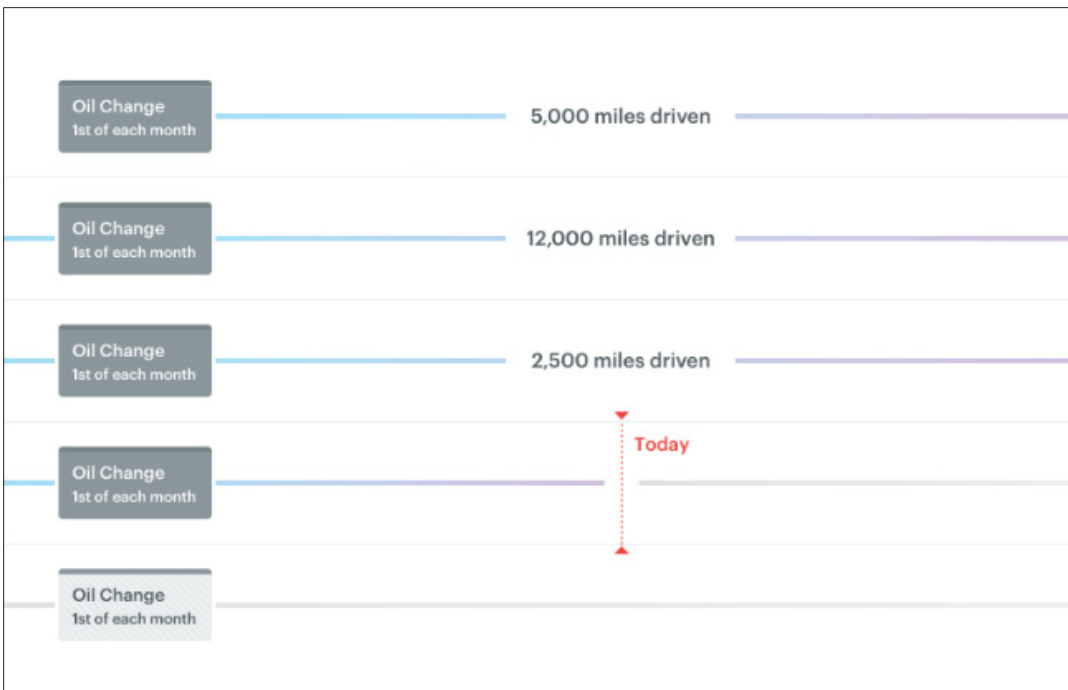 Oil Change
1st of each month
5,000 miles driven
Oil Change
1st of each month
12,000 miles driven
Oil Change
1st of each month
2,500 miles driven
Today
Oil Change
1st of each month
Oil Change
1st of each month